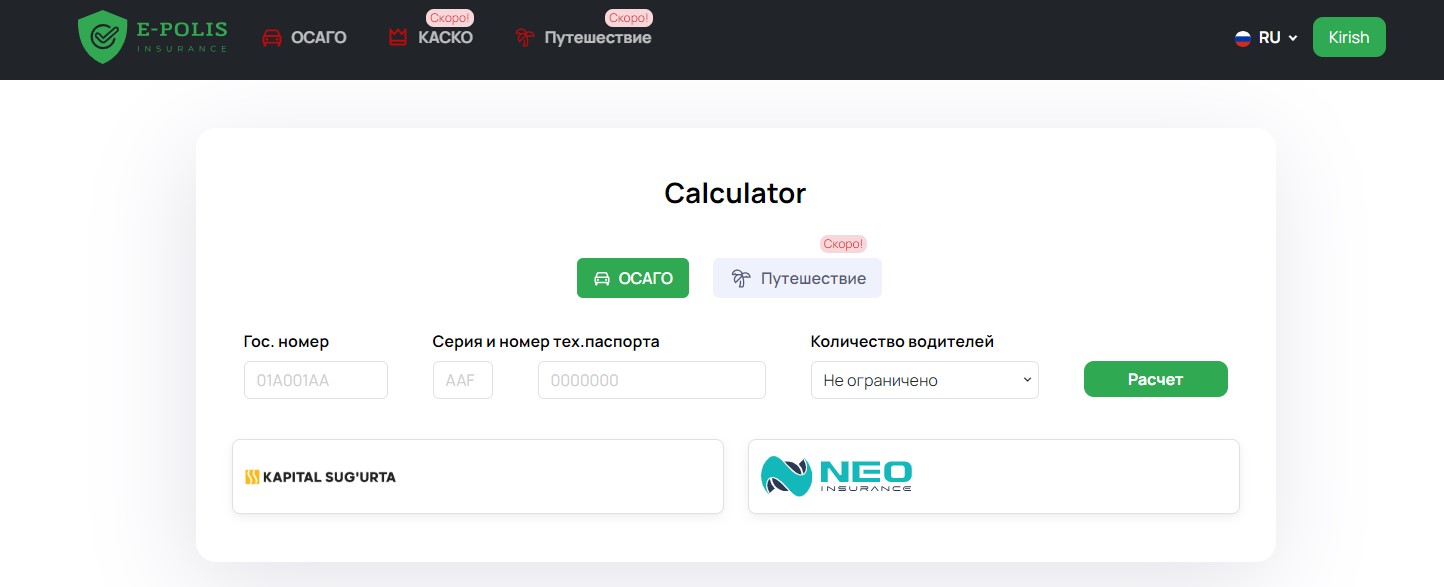 E-POLIS
INSURANCE
ОСАГО
Скоро!
КАСКО
Скоро!
Путешествие
RU
Kirish
Calculator
Скоро!
ОСАГО
Путешествие
Гос. номер
Серия и номер тех.паспорта
Количество водителей
01A001AA
AAF
0000000
Не ограничено
Расчет
KAPITAL SUG'URTA
NEO
INSURANCE